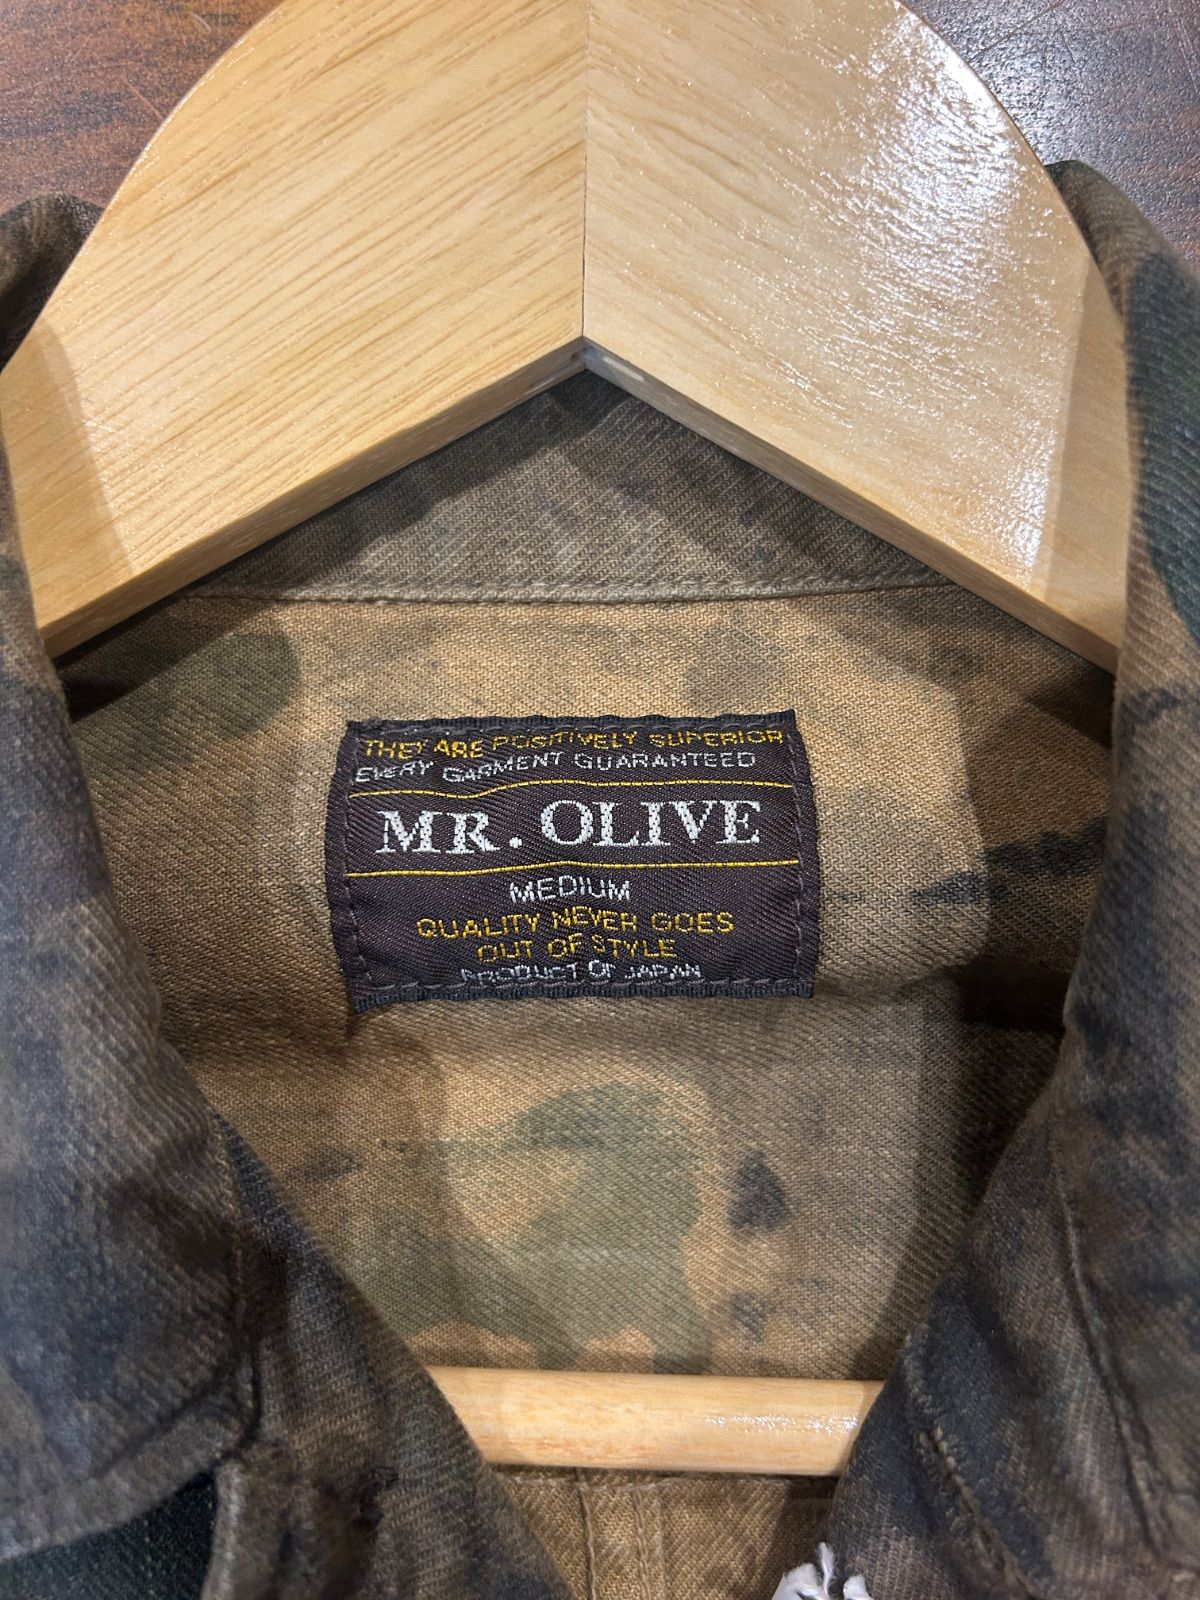 THEY ARE POSITIVELY SUPERIOR
EVERY GARMENT GUARANTEED
MR. OLIVE
MEDIUM
QUALITY NEVER GOES
OUT OF STYLE
PRODUCT OF JAPAN